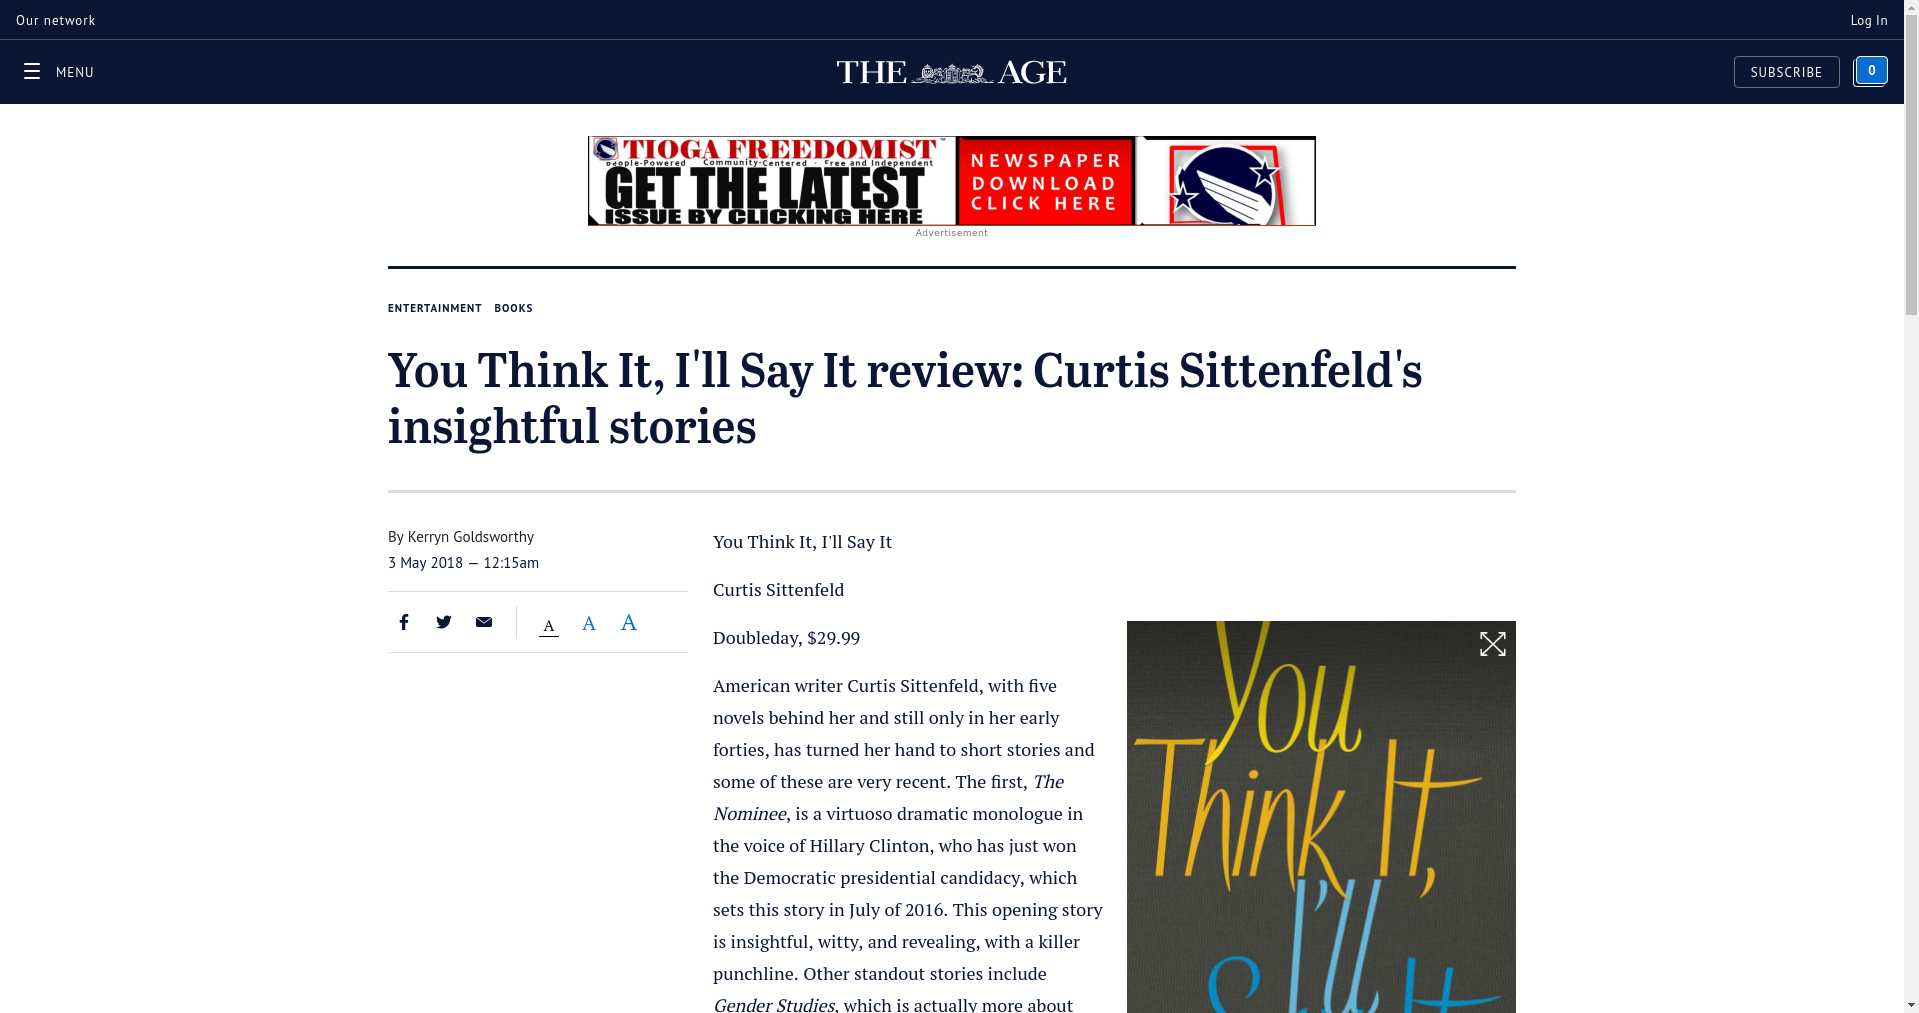 Our network
Log In
MENU
THE AGE
SUBSCRIBE
0
TIOGA FREEDOMIST
People-Powered Community-Centered · Free and Independent
GET THE LATEST
ISSUE BY CLICKING HERE
NEWSPAPER
DOWNLOAD
CLICK HERE
Advertisement
ENTERTAINMENT BOOKS
You Think It, I'll Say It review: Curtis Sittenfeld's
insightful stories
By Kerryn Goldsworthy
3 May 2018 — 12:15am
A A A
You Think It, I'll Say It
Curtis Sittenfeld
Doubleday, $29.99
American writer Curtis Sittenfeld, with five
novels behind her and still only in her early
forties, has turned her hand to short stories and
some of these are very recent. The first, The
Nominee, is a virtuoso dramatic monologue in
the voice of Hillary Clinton, who has just won
the Democratic presidential candidacy, which
sets this story in July of 2016. This opening story
is insightful, witty, and revealing, with a killer
punchline. Other standout stories include
Gender Studies, which is actually more about
You
Think It,
I'll
Say It